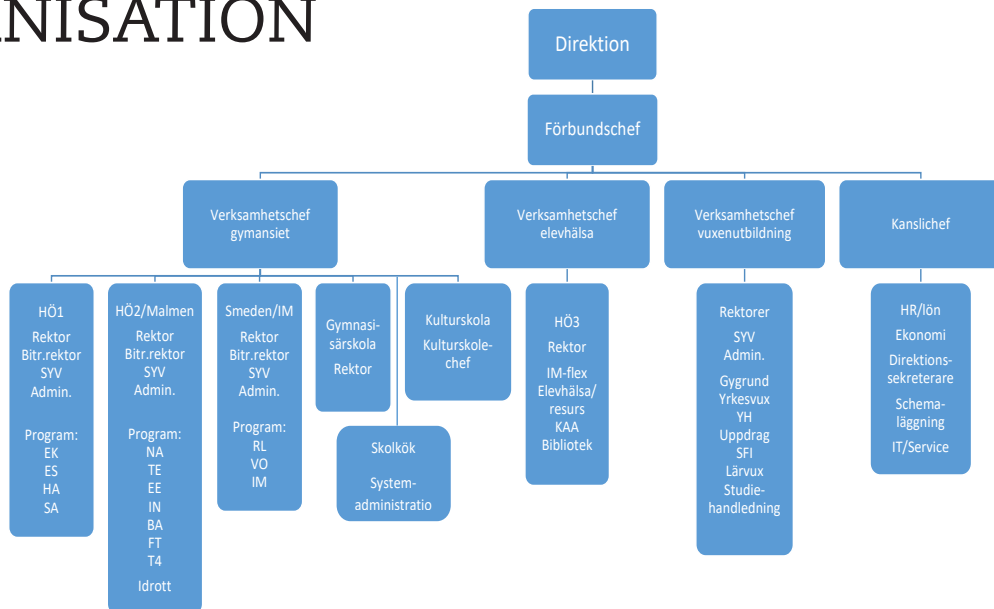 NISATION
Direktion
Förbundschef
Verksamhetschef
gymansiet
Verksamhetschef
elevhälsa
Verksamhetschef
vuxenutbildning
Kanslichef
HÖ1
Rektor
Bitr.rektor
SYV
Admin.
Program:
EK
ES
HA
SA
HÖ2/Malmen
Rektor
Bitr.rektor
SYV
Admin.
Program:
NA
TE
EE
IN
BA
FT
T4
Idrott
Smeden/IM
Rektor
Bitr.rektor
SYV
Admin.
Program:
RL
VO
IM
Gymnasi-
särskola
Rektor
Skolkök
System-
administratio
Kulturskola
Kulturskole-
chef
HÖ3
Rektor
IM-flex
Elevhälsa/
resurs
KAA
Bibliotek
Rektorer
SYV
Admin.
Gygrund
Yrkesvux
YH
Uppdrag
SFI
Lärvux
Studie-
handledning
HR/lön
Ekonomi
Direktions-
sekreterare
Schema-
läggning
IT/Service